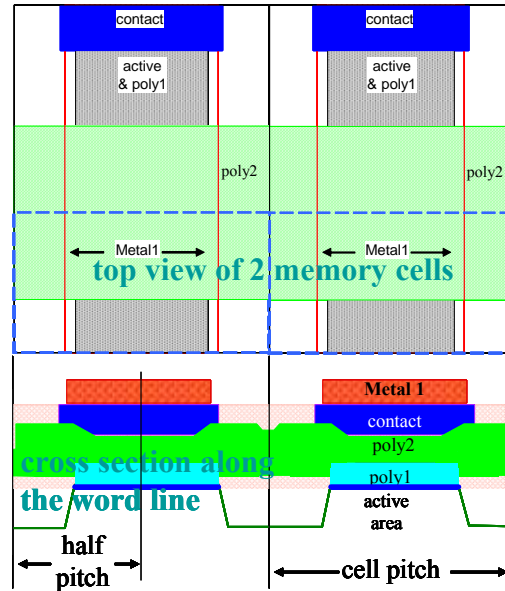 contact
contact
active
& poly1
active
& poly1
poly2
poly2
Metal1
Metal1
top view of 2 memory cells
Metal 1
contact
poly2
cross section along
the word line
poly1
active
area
half
pitch
cell pitch